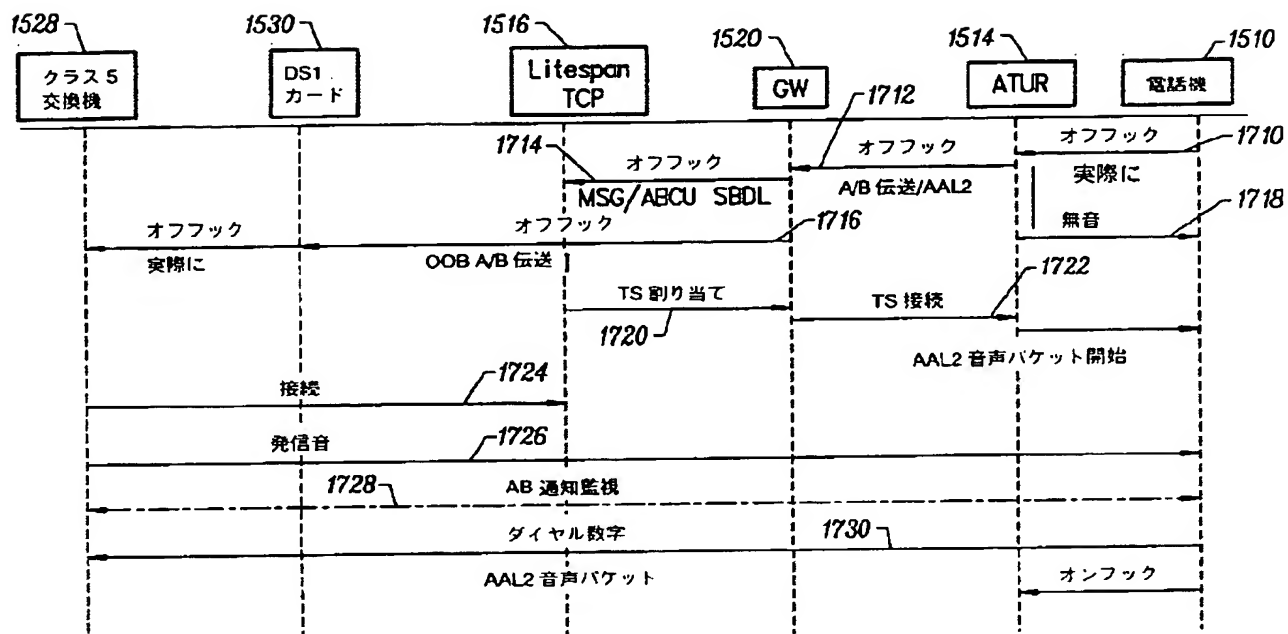 1528
1530
1516
1520
1514
1510
クラス5
交換機
DS1
カード
Litespan
TCP
GW
ATUR
電話機
1712
1710
1714
オフフック
オフフック
オフフック
MSG/ABCU SBDL
A/B 伝送/AAL2
実際に
1718
オフフック
オフフック
1716
無音
実際に
OOB A/B 伝送
1722
TS 割り当て
TS 接続
1720
AAL2 音声パケット開始
接続
1724
発信音
1726
1728
AB 通知監視
ダイヤル数字
1730
AAL2 音声パケット
オンフック